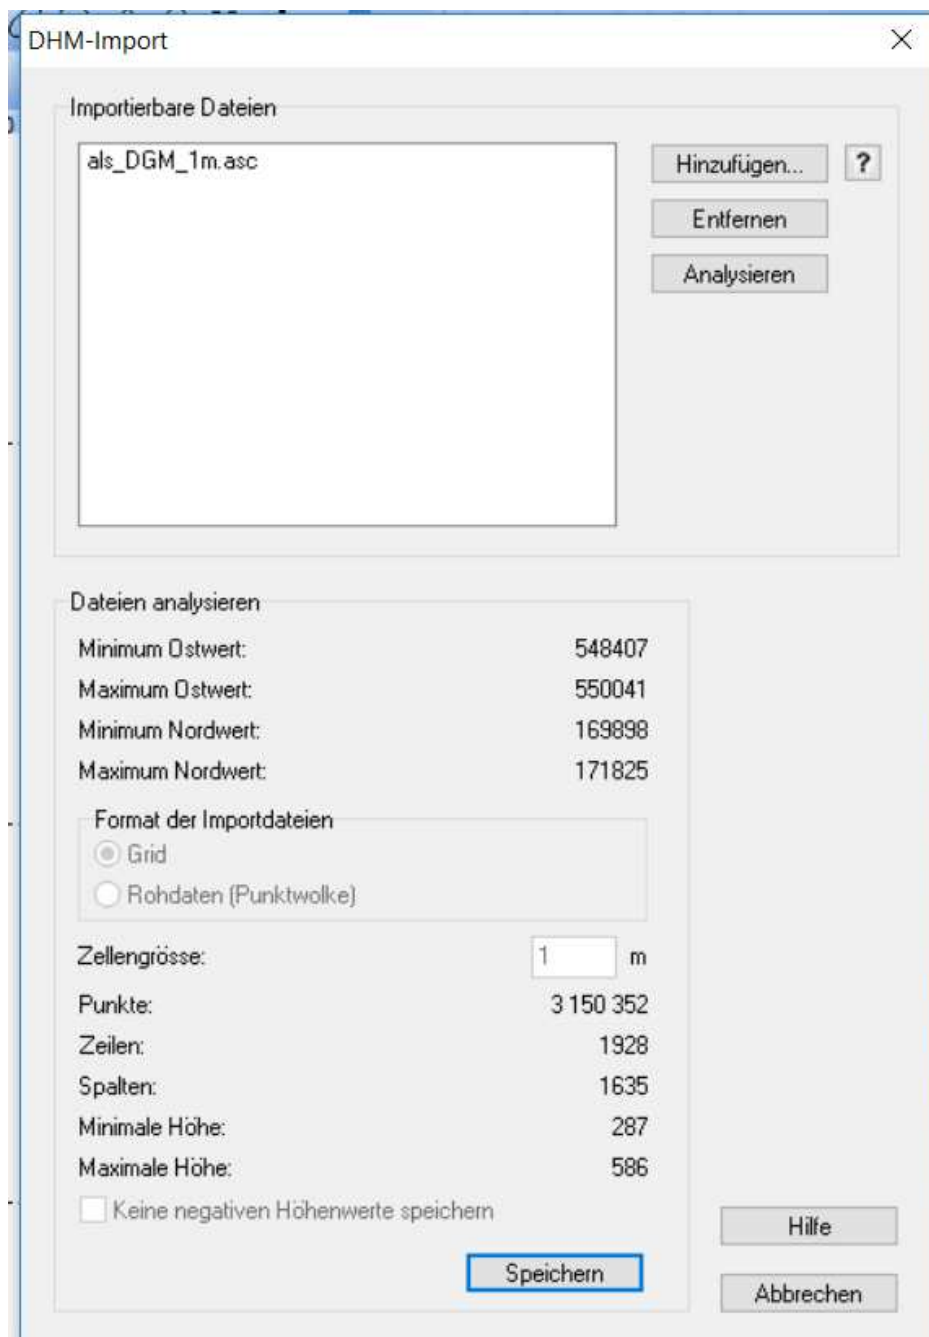 DHM-Import
Importierbare Dateien
als_DGM_1m.asc
Hinzufügen... ?
Entfernen
Analysieren
Dateien analysieren
Minimum Ostwert: 548407
Maximum Ostwert: 550041
Minimum Nordwert: 169898
Maximum Nordwert: 171825
Format der Importdateien
Grid
Rohdaten (Punktwolke)
Zellengrösse: 1 m
Punkte: 3 150 352
Zeilen: 1928
Spalten: 1635
Minimale Höhe: 287
Maximale Höhe: 586
Keine negativen Höhenwerte speichern
Hilfe
Speichern
Abbrechen